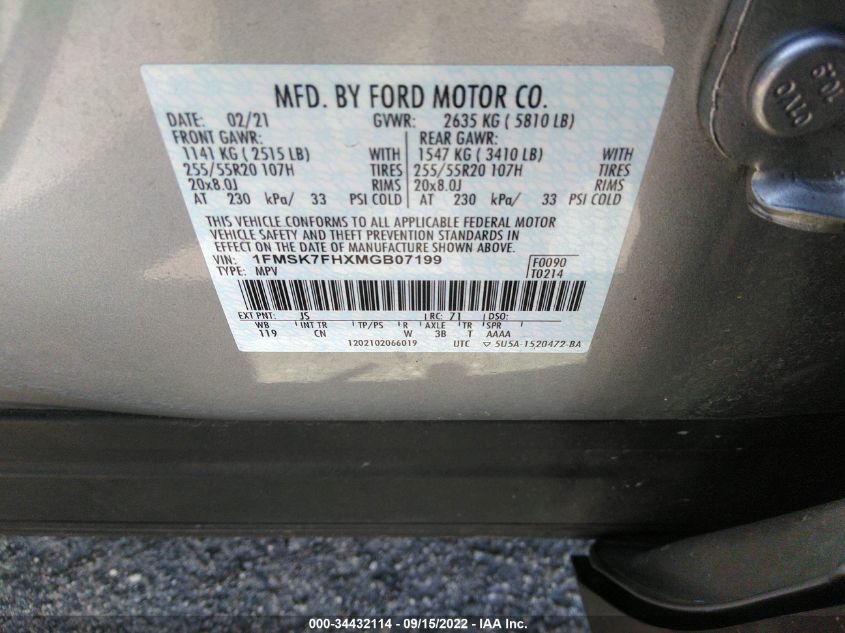 MFD. BY FORD MOTOR CO.
DATE: 02/21 GVWR: 2635 KG ( 5810 LB)
FRONT GAWR: REAR GAWR:
1141 KG ( 2515 LB) WITH 1547 KG ( 3410 LB) WITH
255/55R20 107H TIRES 255/55R20 107H TIRES
20x8.0J RIMS 20x8.0J RIMS
AT 230 kPa/ 33 PSI COLD AT 230 kPa/ 33 PSI COLD
THIS VEHICLE CONFORMS TO ALL APPLICABLE FEDERAL MOTOR
VEHICLE SAFETY AND THEFT PREVENTION STANDARDS IN
EFFECT ON THE DATE OF MANUFACTURE SHOWN ABOVE.
VIN: 1FMSK7FHXMGB07199 F0090
TYPE: MPV T0214
EXT PNT: JS RC: 71 DSO:
WB INT TR TP/PS R AXLE TR SPR
119 CN W 3B T AAAA
1202102066019 UTC ▽ 5U5A-1520472-BA
10.9
0140
000-34432114 - 09/15/2022 - IAA Inc.